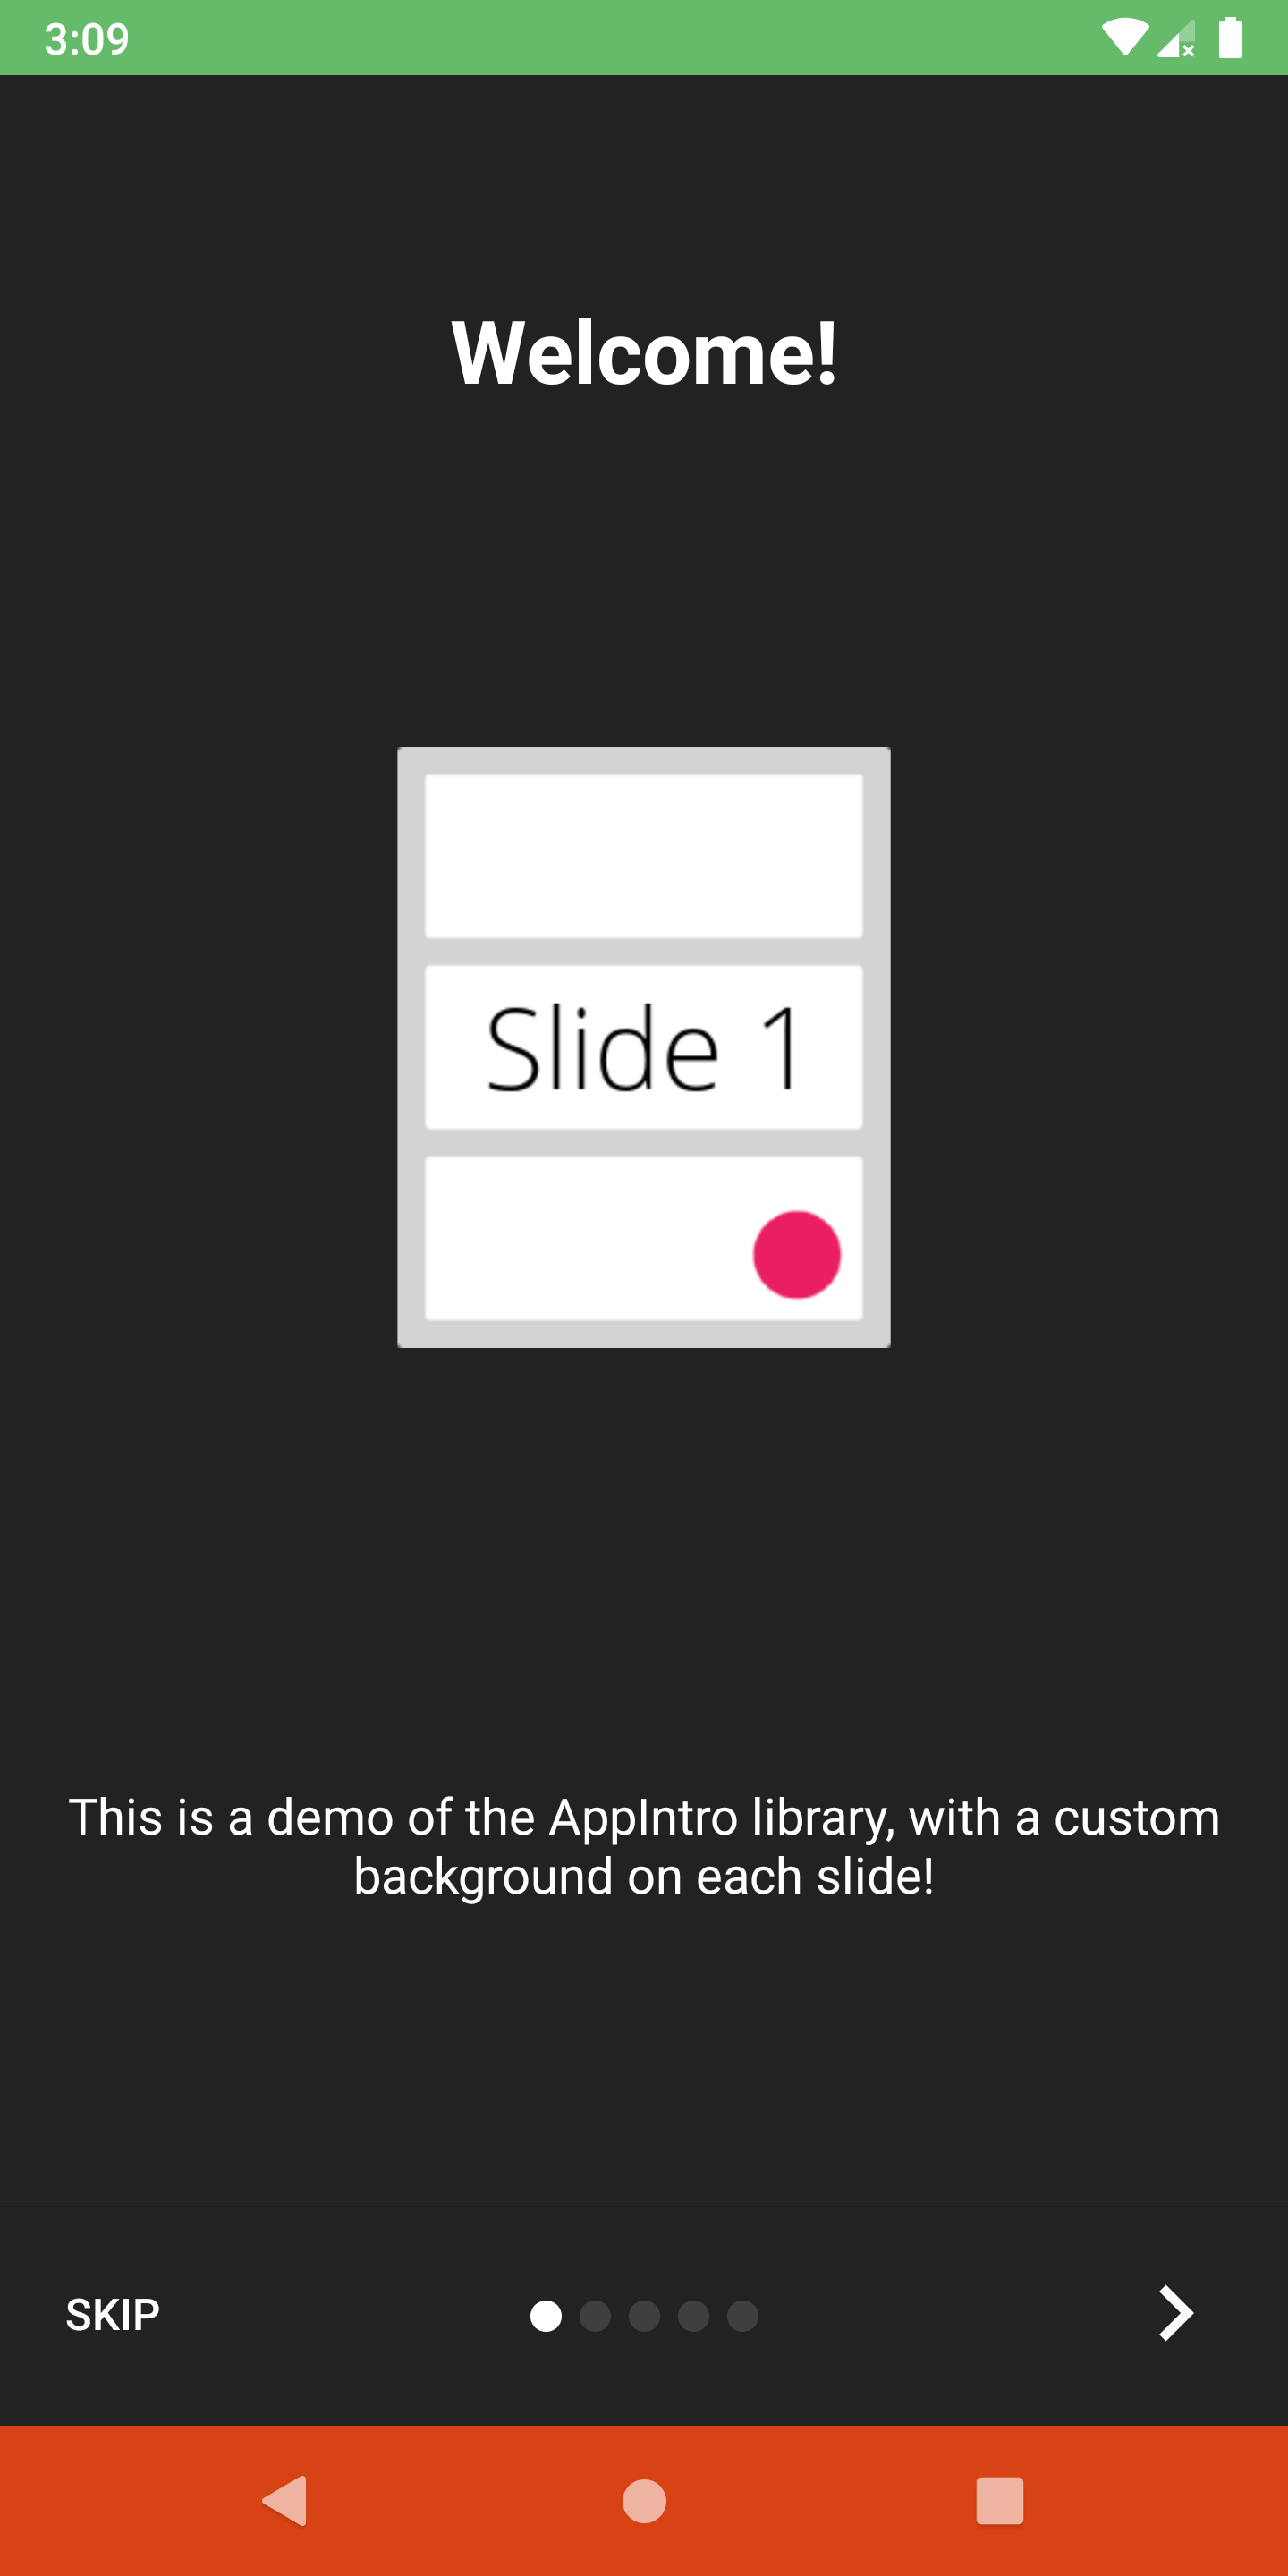 3:09
Welcome!
Slide 1
This is a demo of the AppIntro library, with a custom
background on each slide!
SKIP